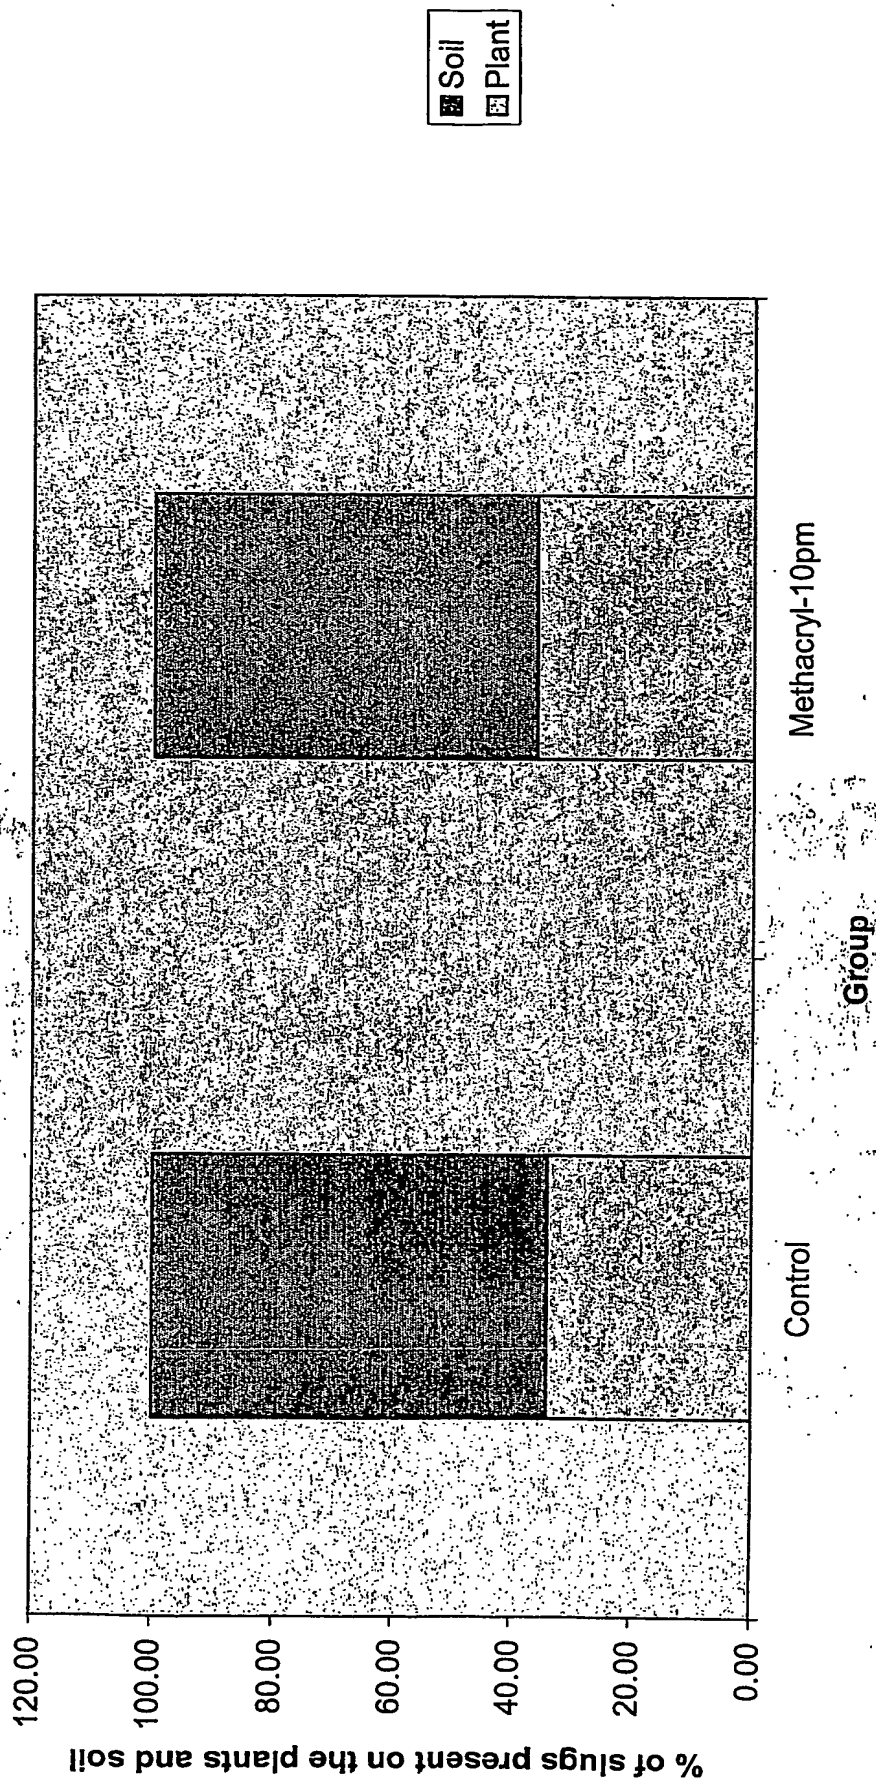 Soil
Plant
120.00
100.00
80.00
60.00
40.00
20.00
0.00
% of slugs present on the plants and soil
Control
Methacryl-10pm
Group